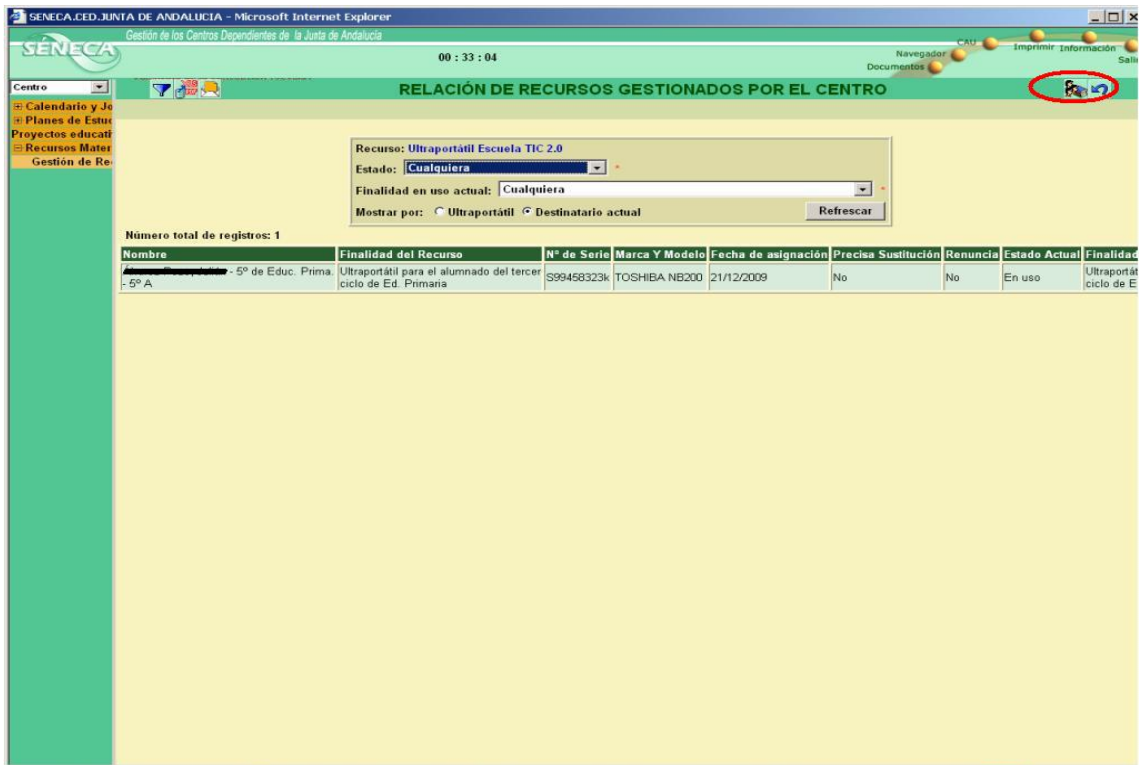 SENECA.CED.JUNTA DE ANDALUCIA - Microsoft Internet Explorer
SÉNECA
Gestión de los Centros Dependientes de la Junta de Andalucía
00 : 33 : 04
CAU
Navegador
Documentos
Imprimir
Información
Centro
RELACIÓN DE RECURSOS GESTIONADOS POR EL CENTRO
Calendario y Jo
Planes de Estud
Proyectos educati
Recursos Mater
Gestión de Re
Recurso: Ultraportátil Escuela TIC 2.0
Estado: Cualquiera *
Finalidad en uso actual: Cualquiera *
Mostrar por: Ultraportátil Destinatario actual Refrescar
Número total de registros: 1
Nombre Finalidad del Recurso Nº de Serie Marca Y Modelo Fecha de asignación Precisa Sustitución Renuncia Estado Actual Finalidad
- 5º de Educ. Prima. Ultraportátil para el alumnado del tercer S99458323k TOSHIBA NB200 21/12/2009 No No En uso Ultraportát
- 5º A ciclo de Ed. Primaria ciclo de E